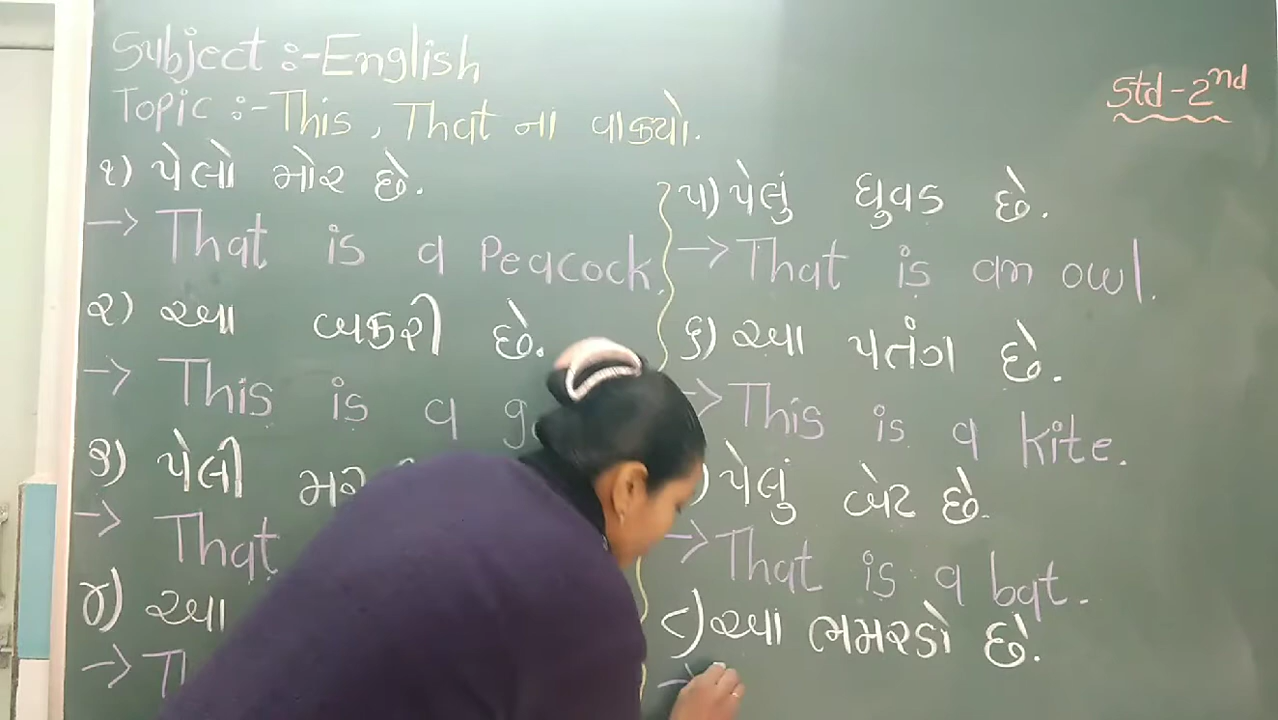 Subject :- English
Topic :- This, That ના વાક્યો.
Std - 2nd
૧) પેલો મોર છે.
→ That is a Peacock.
૨) આ બકરી છે.
→ This is a
૩) પેલી
→ That
૪) આ
→
૫) પેલું ઘુવડ છે.
→ That is an owl.
૬) આ પતંગ છે.
→ This is a kite.
) પેલું બેટ છે.
→ That is a bat.
૮) આ ભમરડો છે.
→